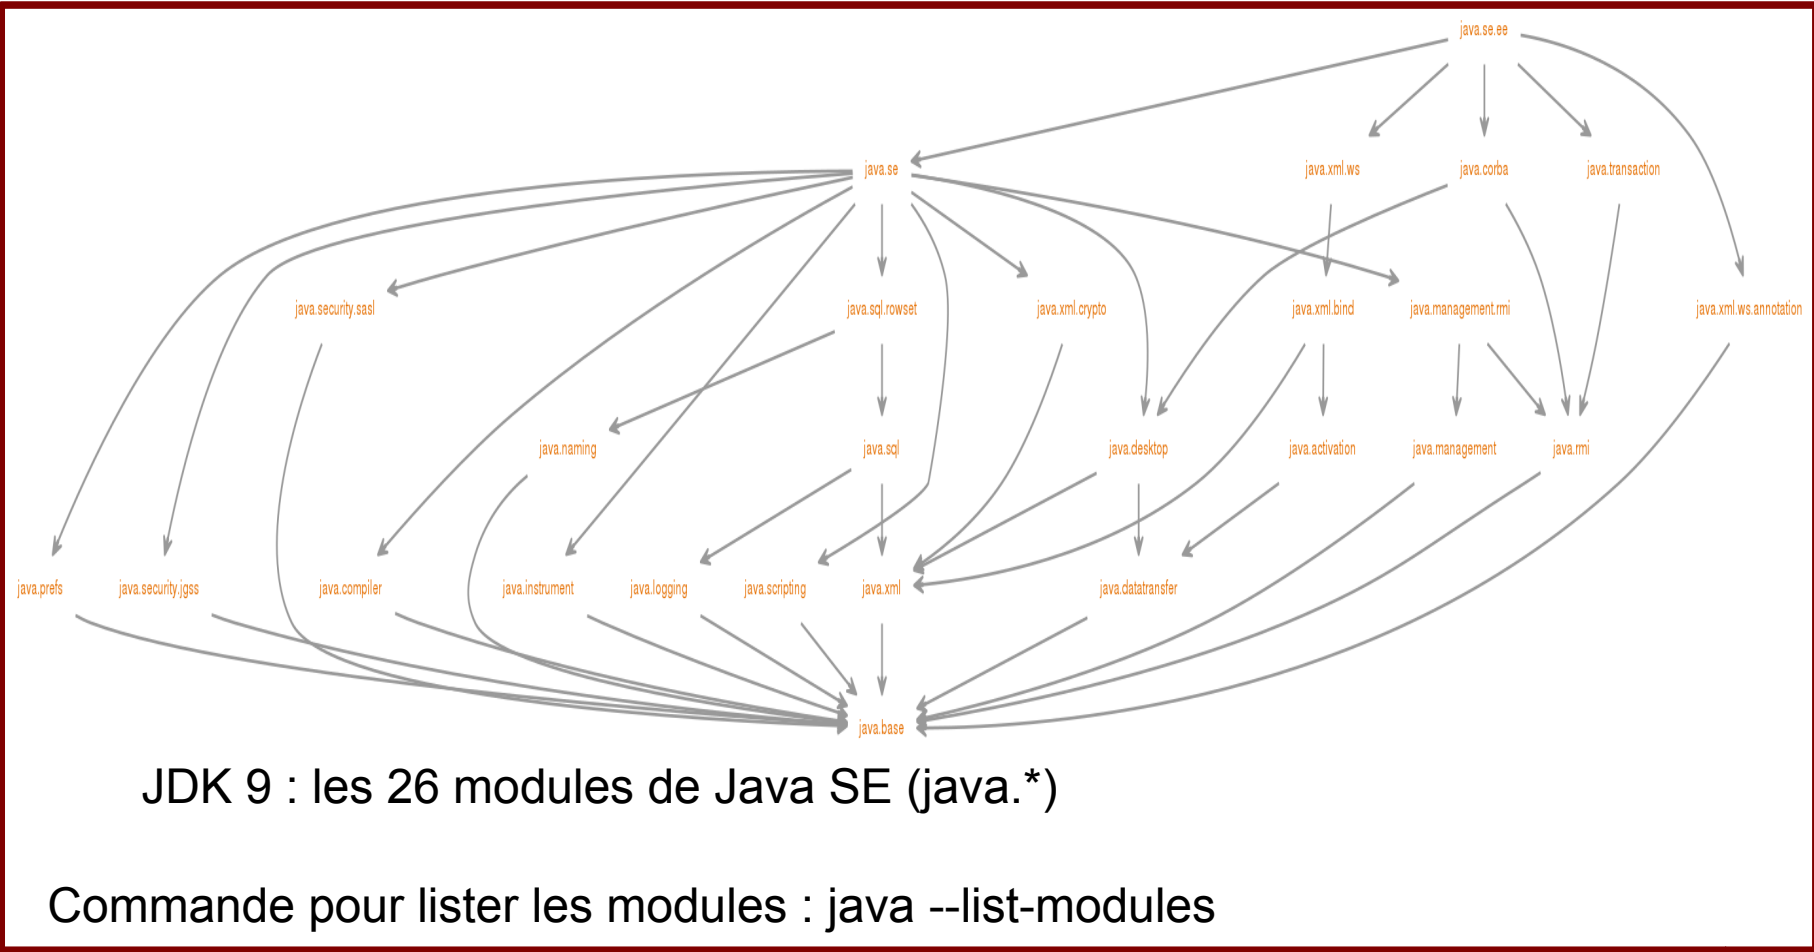 java.se.ee
java.se
java.xml.ws
java.corba
java.transaction
java.security.sasl
java.sql.rowset
java.xml.crypto
java.xml.bind
java.management.rmi
java.xml.ws.annotation
java.naming
java.sql
java.desktop
java.activation
java.management
java.rmi
java.prefs
java.security.jgss
java.compiler
java.instrument
java.logging
java.scripting
java.xml
java.datatransfer
java.base
JDK 9 : les 26 modules de Java SE (java.*)
Commande pour lister les modules : java --list-modules